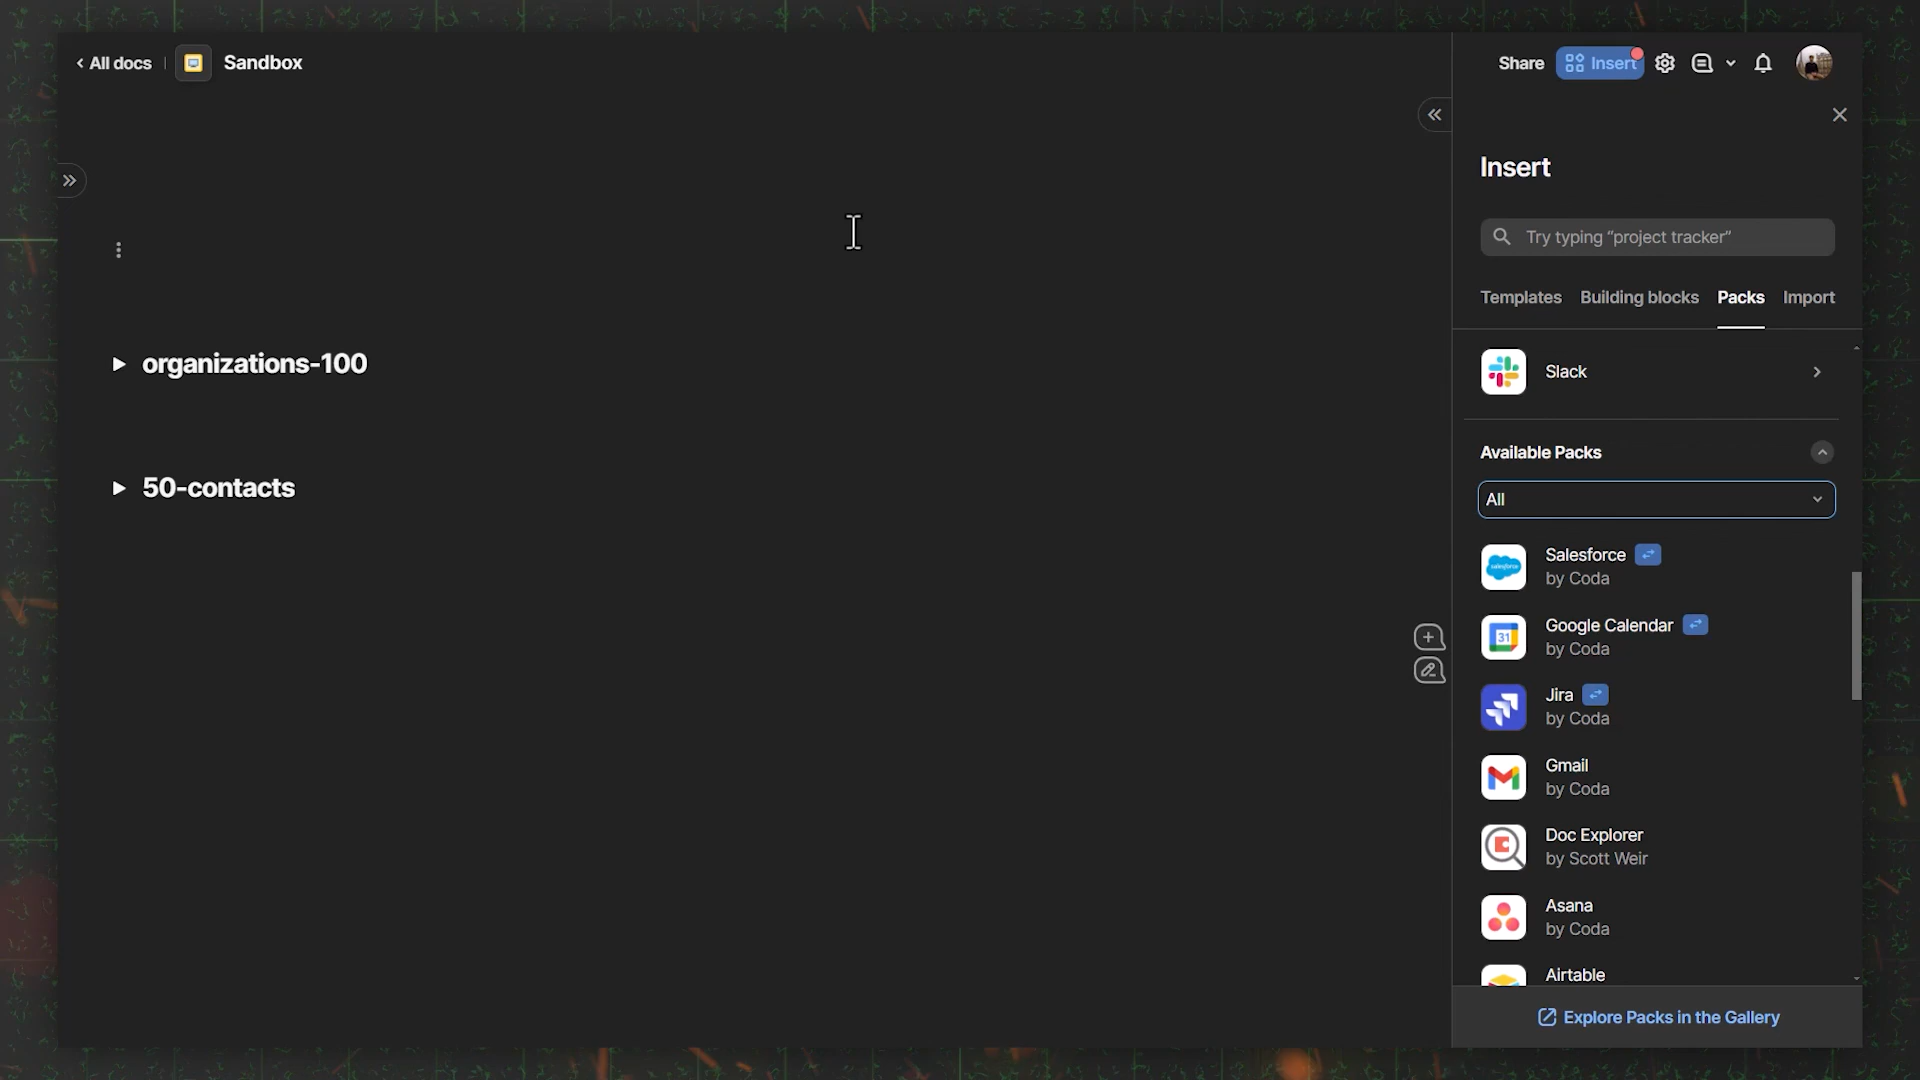 All docs
Sandbox
Share
Insert
Insert
Try typing “project tracker”
Templates
Building blocks
Packs
Import
organizations-100
50-contacts
Slack
Available Packs
All
salesforce
Salesforce
by Coda
31
Google Calendar
by Coda
Jira
by Coda
Gmail
by Coda
Doc Explorer
by Scott Weir
Asana
by Coda
Airtable
Explore Packs in the Gallery